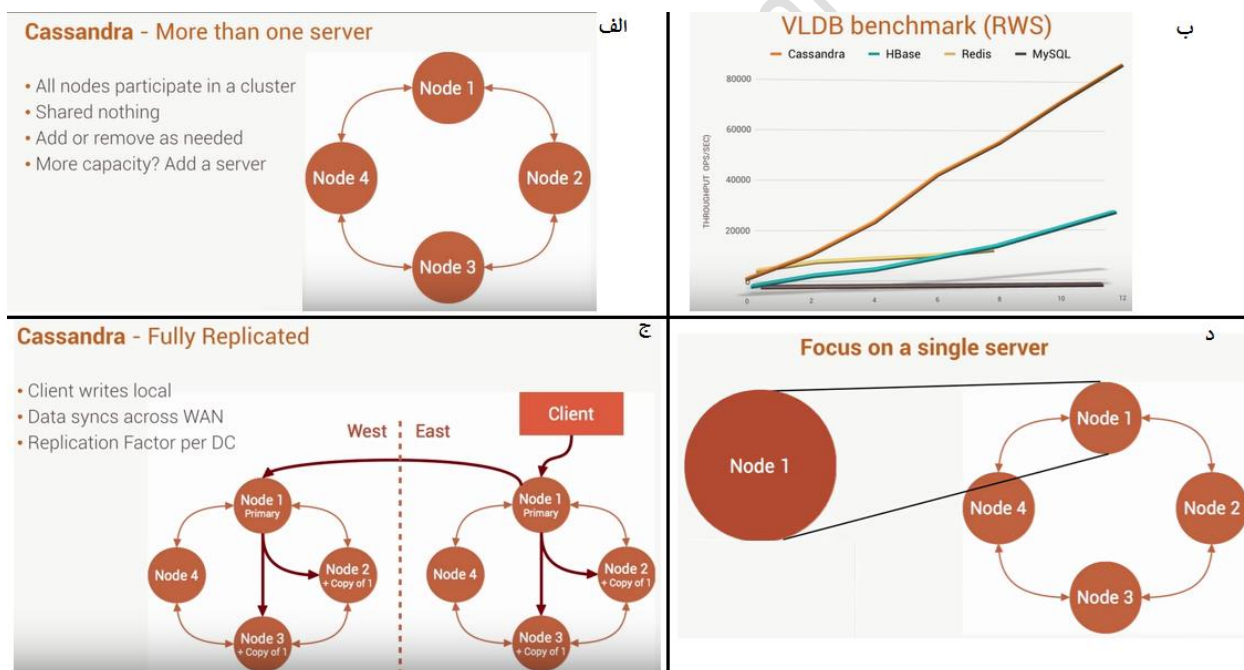 Cassandra - More than one server
الف
• All nodes participate in a cluster
• Shared nothing
• Add or remove as needed
• More capacity? Add a server
Node 1
Node 4
Node 2
Node 3
VLDB benchmark (RWS)
ب
Cassandra HBase Redis MySQL
THROUGHPUT OPS/SEC)
80000
60000
40000
20000
0
0 2 4 6 8 10 12
Cassandra - Fully Replicated
ج
• Client writes local
• Data syncs across WAN
• Replication Factor per DC
Client
West East
Node 1
Primary
Node 4
Node 2
+ Copy of 1
Node 3
+ Copy of 1
Node 1
Primary
Node 4
Node 2
+ Copy of 1
Node 3
+ Copy of 1
Focus on a single server
د
Node 1
Node 1
Node 4
Node 2
Node 3